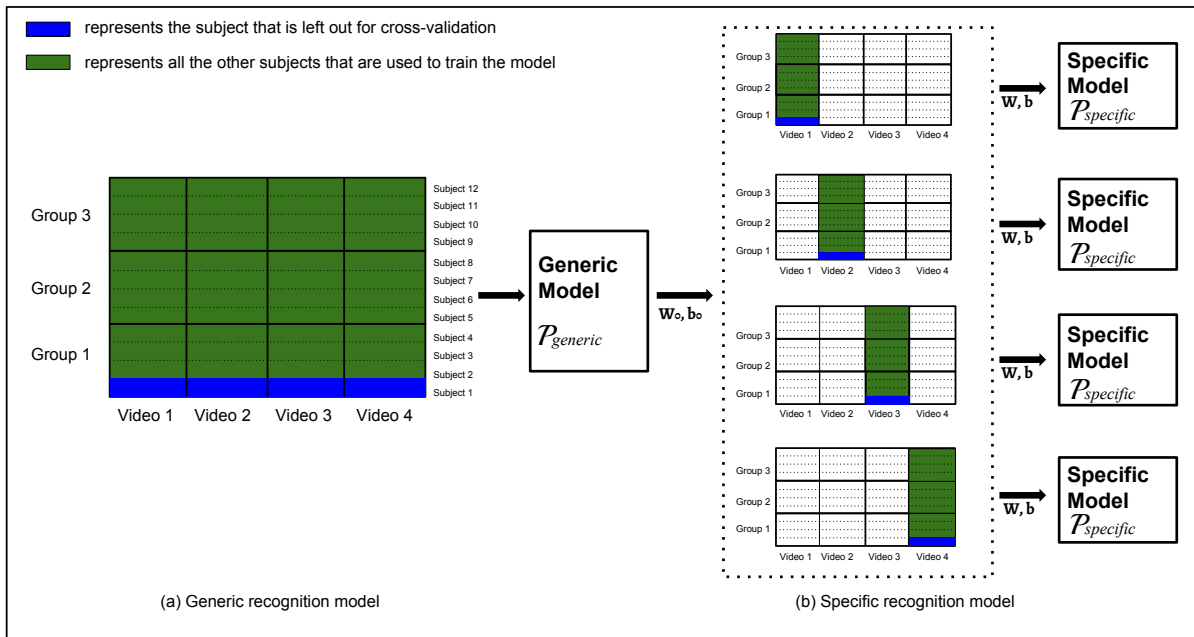 represents the subject that is left out for cross-validation
represents all the other subjects that are used to train the model
Group 3
Group 2
Group 1
Subject 12
Subject 11
Subject 10
Subject 9
Subject 8
Subject 7
Subject 6
Subject 5
Subject 4
Subject 3
Subject 2
Subject 1
Video 1 Video 2 Video 3 Video 4
(a) Generic recognition model
Generic
Model
𝒫generic
W₀, b₀
Group 3
Group 2
Group 1
Video 1 Video 2 Video 3 Video 4
W, b
Specific
Model
𝒫specific
Group 3
Group 2
Group 1
Video 1 Video 2 Video 3 Video 4
W, b
Specific
Model
𝒫specific
Group 3
Group 2
Group 1
Video 1 Video 2 Video 3 Video 4
W, b
Specific
Model
𝒫specific
Group 3
Group 2
Group 1
Video 1 Video 2 Video 3 Video 4
W, b
Specific
Model
𝒫specific
(b) Specific recognition model